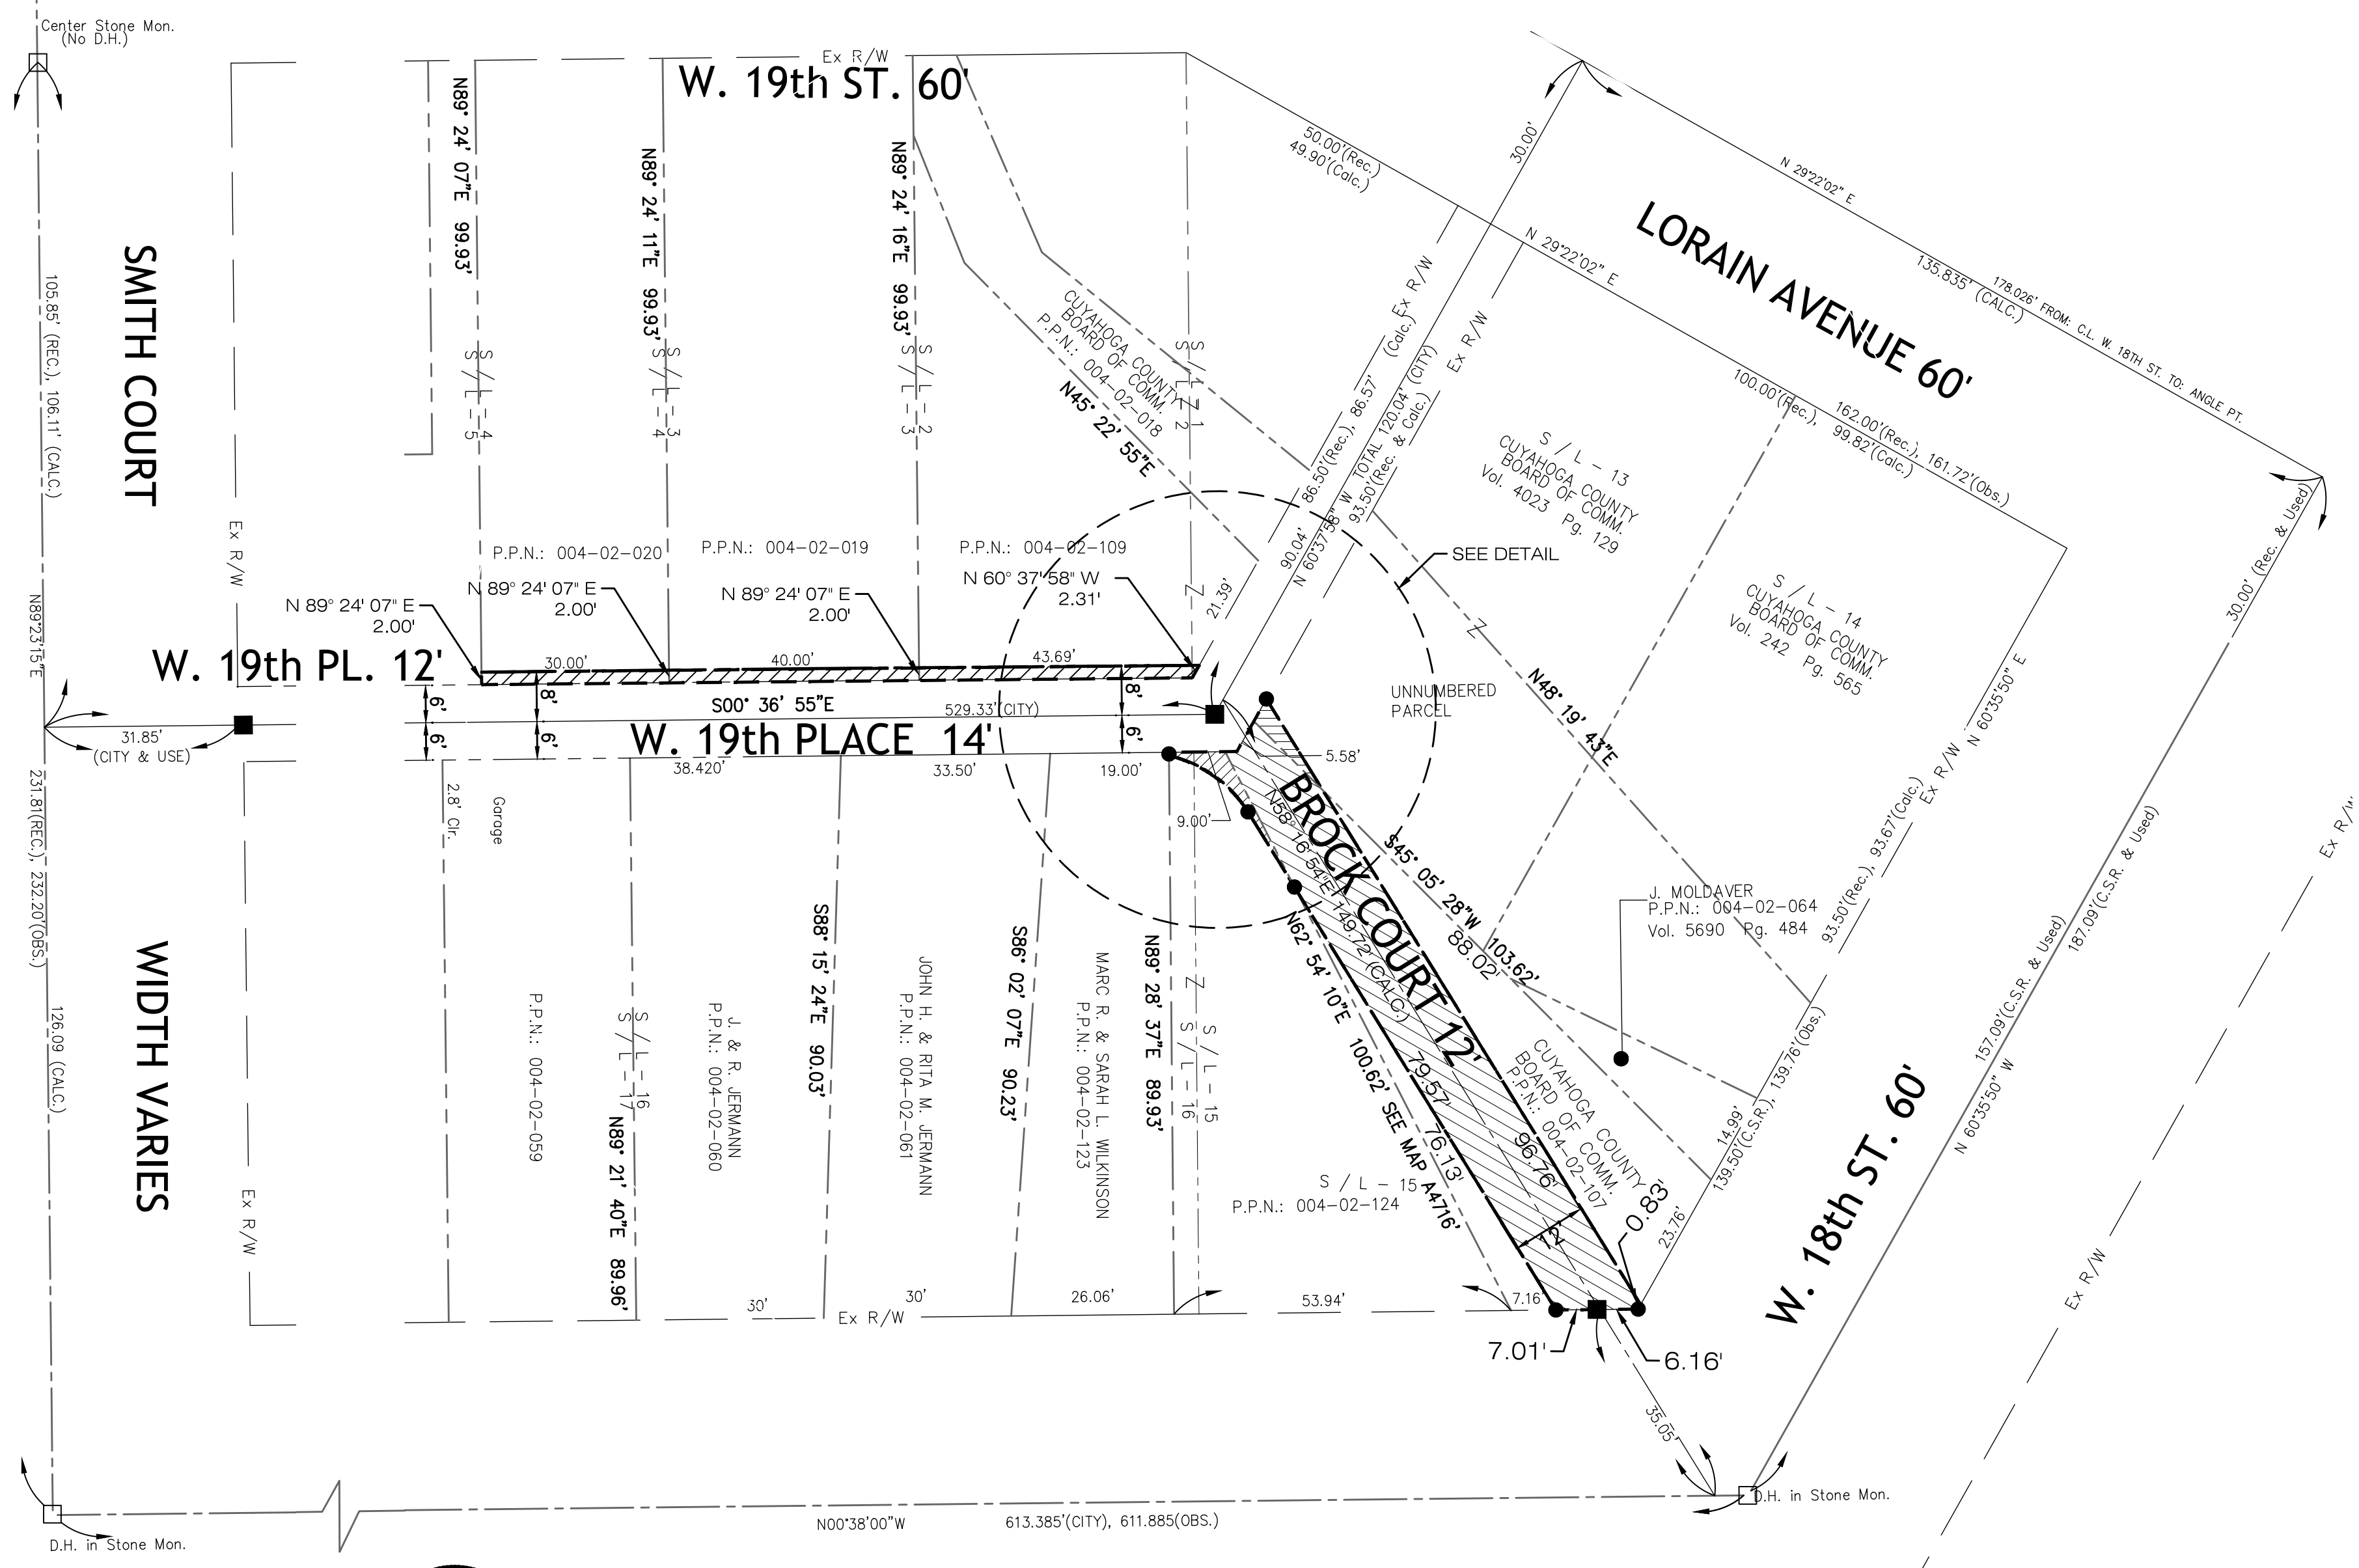 Center Stone Mon.
(No D.H.)
W. 19th ST. 60'
Ex R/W
N89° 24' 07"E 99.93'
N89° 24' 11"E 99.93'
N89° 24' 16"E 99.93'
SMITH COURT
105.85' (REC.), 106.11' (CALC.)
Ex R/W
S/L-4
S/L-5
S/L-3
S/L-4
S/L-2
S/L-3
S/L-1
S/L-2
Z
CUYAHOGA COUNTY
BOARD OF COMM.
P.P.N.: 004-02-018
N45° 22' 55"E
50.00'(Rec.)
49.90'(Calc.)
30.00'
N 29°22'02" E
LORAIN AVENUE 60'
N 29°22'02" E
135.835' (CALC.)
178.026' FROM: C.L. W. 18TH ST. TO: ANGLE PT.
100.00'(Rec.),
99.82'(Calc.)
162.00'(Rec.), 161.72'(Obs.)
Ex R/W
86.50'(Rec.), 86.57' (Calc.)
90.04'
N 60°37'58" W TOTAL 120.04' (CITY)
93.50'(Rec. & Calc.)
Ex R/W
21.39'
S / L - 13
CUYAHOGA COUNTY
BOARD OF COMM.
Vol. 4023 Pg. 129
S / L - 14
CUYAHOGA COUNTY
BOARD OF COMM.
Vol. 242 Pg. 565
30.00' (Rec. & Used)
SEE DETAIL
P.P.N.: 004-02-020
P.P.N.: 004-02-019
P.P.N.: 004-02-109
N 89° 24' 07" E
2.00'
N 89° 24' 07" E
2.00'
N 89° 24' 07" E
2.00'
N 60° 37' 58" W
2.31'
Z
Z
N89°23'15"E
W. 19th PL. 12'
30.00'
40.00'
43.69'
6'
8'
8'
S00° 36' 55"E
529.33'(CITY)
6'
6'
6'
W. 19th PLACE 14'
31.85'
(CITY & USE)
38.420'
33.50'
19.00'
UNNUMBERED
PARCEL
N48° 19' 43"E
N 60°35'50" E
Ex R/W
5.58'
9.00'
2.8' Clr.
Garage
231.81(REC.), 232.20'(OBS.)
126.09 (CALC.)
WIDTH VARIES
Ex R/W
BROCK COURT 12'
N58° 16' 54"E 149.72'(CALC.)
S45° 05' 28"W 103.62'
88.02'
J. MOLDAVER
P.P.N.: 004-02-064
Vol. 5690 Pg. 484
93.50'(Rec.), 93.67'(Calc.)
Ex R/W
187.09'(C.S.R. & Used)
157.09'(C.S.R. & Used)
N 60°35'50" W
P.P.N.: 004-02-059
S/L-16
S/L-17
N89° 21' 40"E 89.96'
J. & R. JERMANN
P.P.N.: 004-02-060
S88° 15' 24"E 90.03'
JOHN H. & RITA M. JERMANN
P.P.N.: 004-02-061
S86° 02' 07"E 90.23'
MARC R. & SARAH L. WILKINSON
P.P.N.: 004-02-123
N89° 28' 37"E 89.93'
Z
S/L-15
S/L-16
N62° 54' 10"E 100.62' SEE MAP A4716'
79.57'
76.13'
96.76'
12'
CUYAHOGA COUNTY
BOARD OF COMM.
P.P.N.: 004-02-107
S / L - 15
P.P.N.: 004-02-124
0.83'
14.99'
139.50'(C.S.R.), 139.76'(Obs.)
23.76'
W. 18th ST. 60'
Ex R/W
30'
30'
26.06'
53.94'
7.16'
Ex R/W
7.01'
6.16'
35.05'
D.H. in Stone Mon.
N00°38'00"W
613.385'(CITY), 611.885(OBS.)
D.H. in Stone Mon.